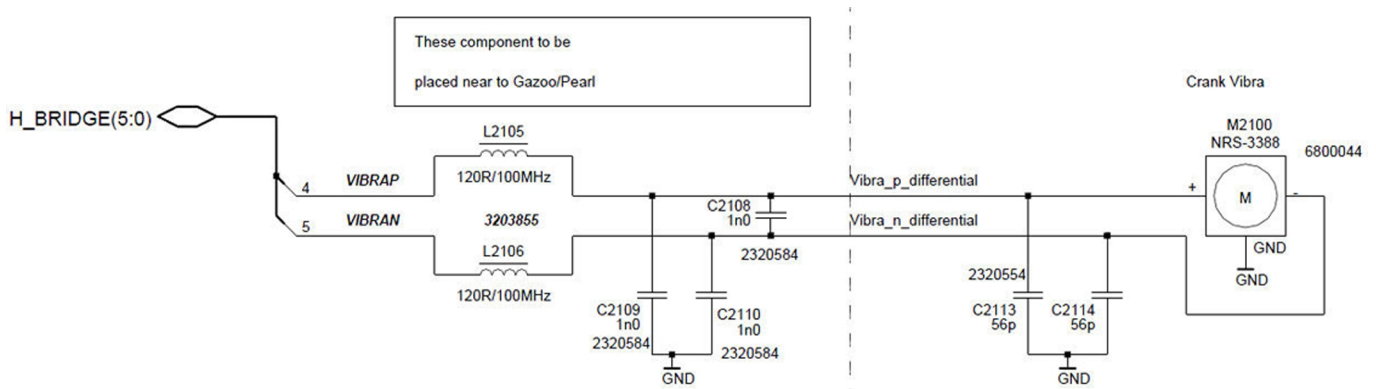 These component to be
placed near to Gazoo/Pearl
Crank Vibra
H_BRIDGE(5:0)
L2105
M2100
NRS-3388
6800044
120R/100MHz
4
VIBRAP
Vibra_p_differential
+
-
M
C2108
1n0
5
VIBRAN
3203855
Vibra_n_differential
L2106
2320584
GND
GND
120R/100MHz
2320554
C2109
1n0
2320584
C2110
1n0
2320584
C2113
56p
C2114
56p
GND
GND